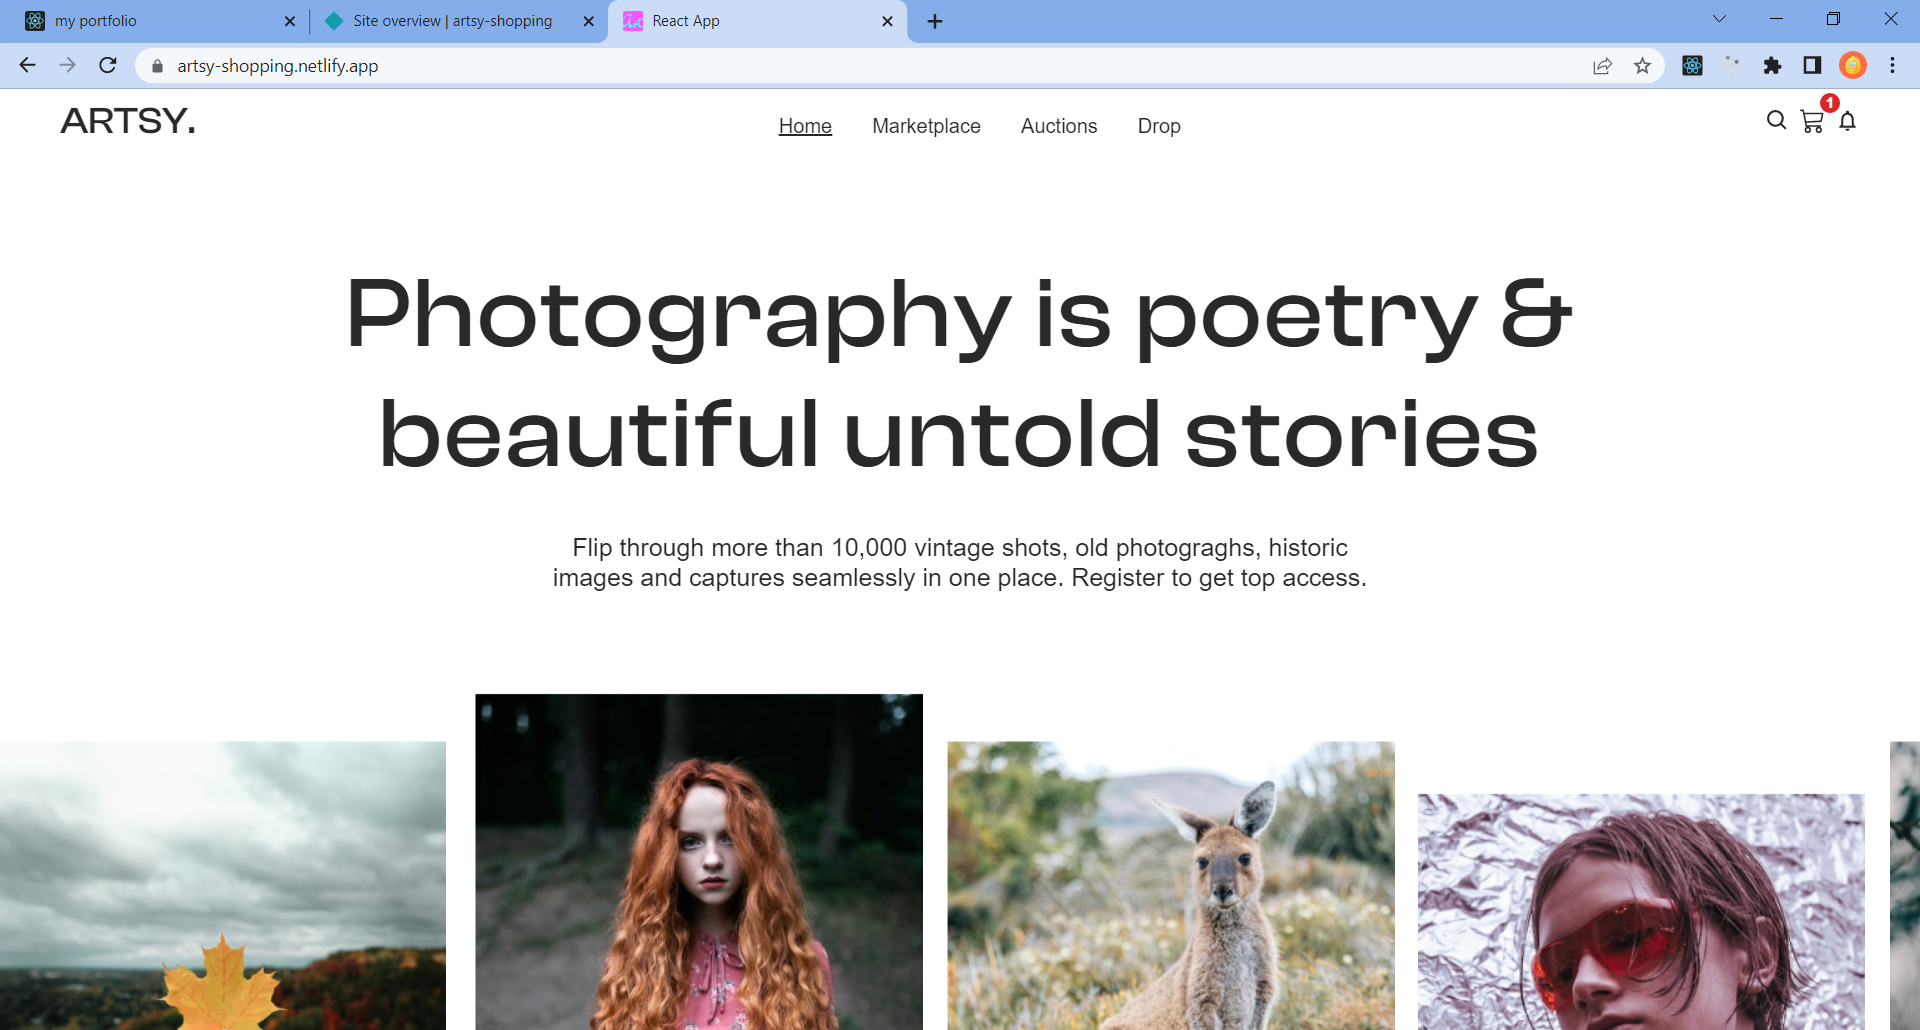 my portfolio
Site overview | artsy-shopping
React App
artsy-shopping.netlify.app
ARTSY.
Home
Marketplace
Auctions
Drop
1
Photography is poetry &
beautiful untold stories
Flip through more than 10,000 vintage shots, old photograghs, historic
images and captures seamlessly in one place. Register to get top access.